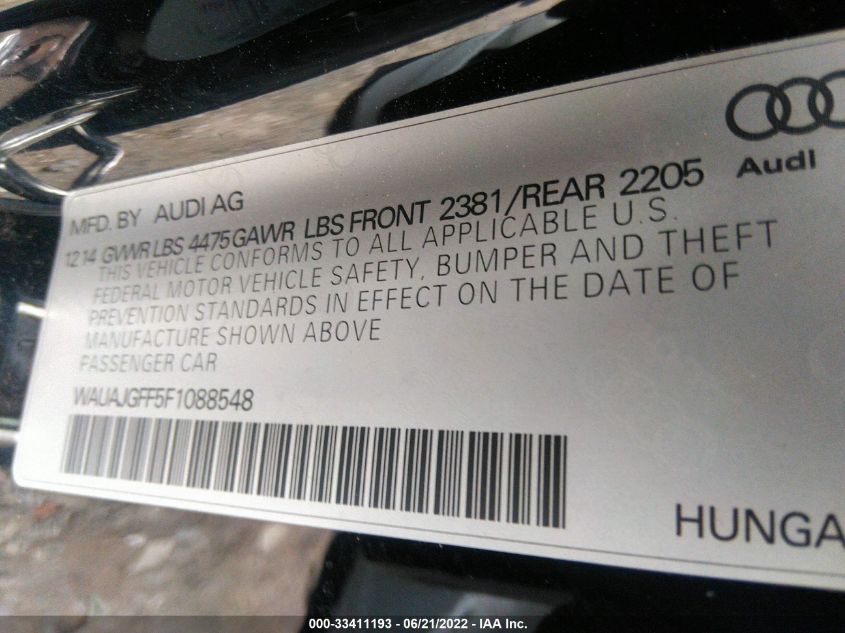 Audi
MFD. BY AUDI AG
12 14 GVWR LBS 4475 GAWR LBS FRONT 2381/REAR 2205
THIS VEHICLE CONFORMS TO ALL APPLICABLE U.S.
FEDERAL MOTOR VEHICLE SAFETY, BUMPER AND THEFT
PREVENTION STANDARDS IN EFFECT ON THE DATE OF
MANUFACTURE SHOWN ABOVE
PASSENGER CAR
WAUAJGFF5F1088548
HUNGA
000-33411193 - 06/21/2022 - IAA Inc.